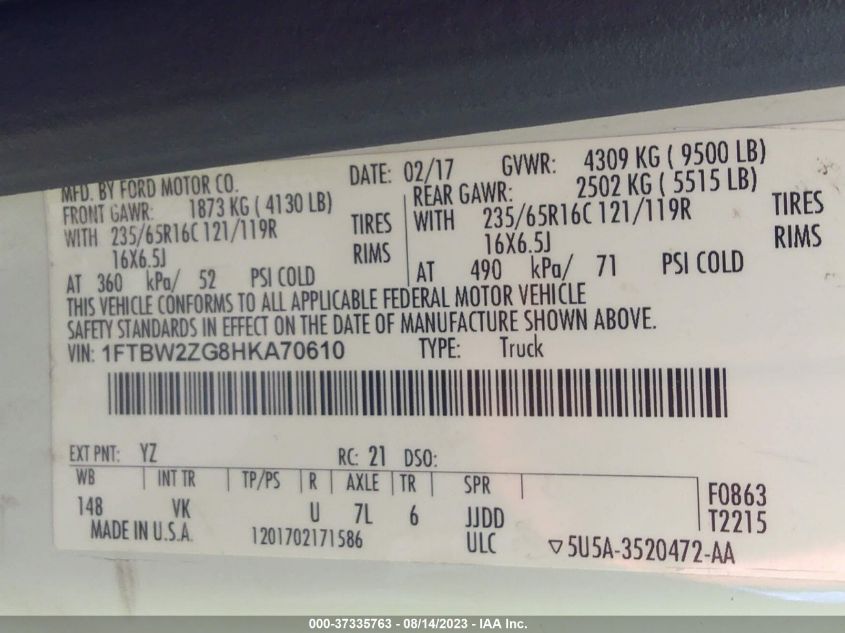 MFD. BY FORD MOTOR CO.
DATE: 02/17 GVWR: 4309 KG ( 9500 LB)
FRONT GAWR: 1873 KG ( 4130 LB)
REAR GAWR: 2502 KG ( 5515 LB)
WITH 235/65R16C 121/119R TIRES
WITH 235/65R16C 121/119R TIRES
16X6.5J RIMS
16X6.5J RIMS
AT 360 kPa/ 52 PSI COLD
AT 490 kPa/ 71 PSI COLD
THIS VEHICLE CONFORMS TO ALL APPLICABLE FEDERAL MOTOR VEHICLE
SAFETY STANDARDS IN EFFECT ON THE DATE OF MANUFACTURE SHOWN ABOVE.
VIN: 1FTBW2ZG8HKA70610 TYPE: Truck
EXT PNT: YZ RC: 21 DSO:
WB INT TR TP/PS R AXLE TR SPR
148 VK U 7L 6 JJDD
F0863
T2215
MADE IN U.S.A. 1201702171586 ULC ▽5U5A-3520472-AA
000-37335763 - 08/14/2023 - IAA Inc.